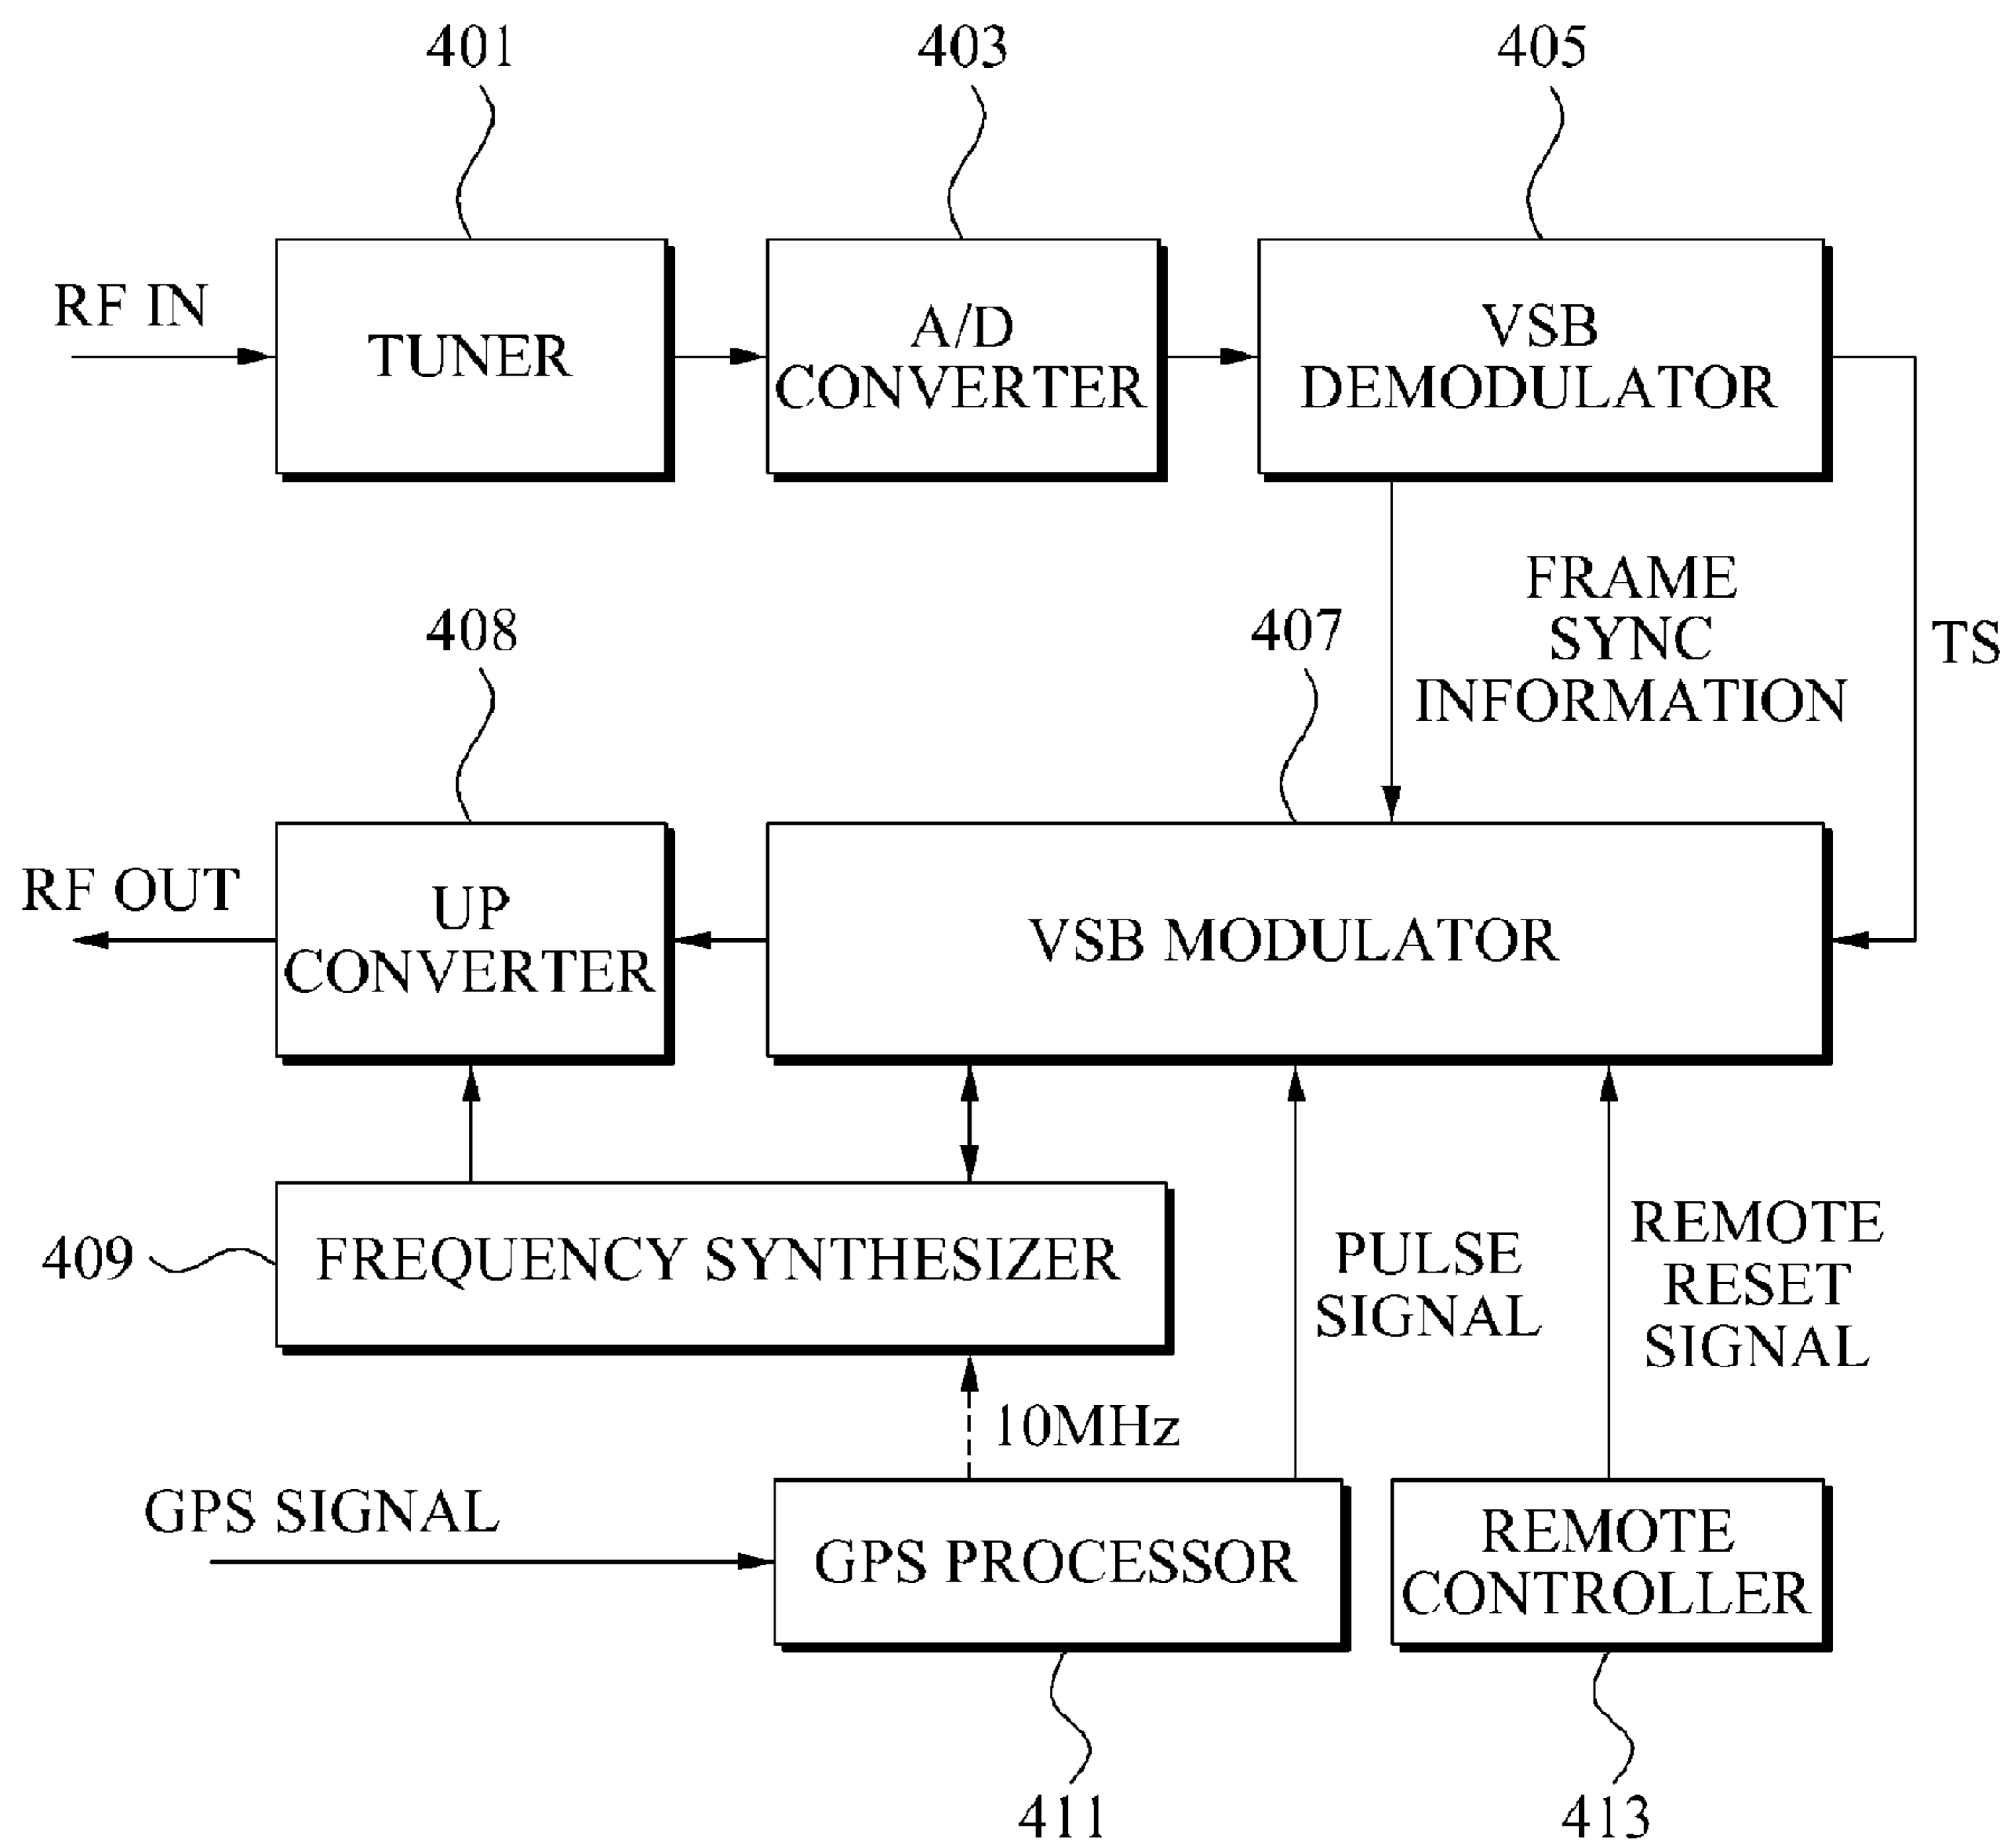 401
403
405
RF IN
TUNER
A/D
CONVERTER
VSB
DEMODULATOR
FRAME
SYNC
INFORMATION
TS
408
407
RF OUT
UP
CONVERTER
VSB MODULATOR
409
FREQUENCY SYNTHESIZER
PULSE
SIGNAL
REMOTE
RESET
SIGNAL
10MHz
GPS SIGNAL
GPS PROCESSOR
REMOTE
CONTROLLER
411
413